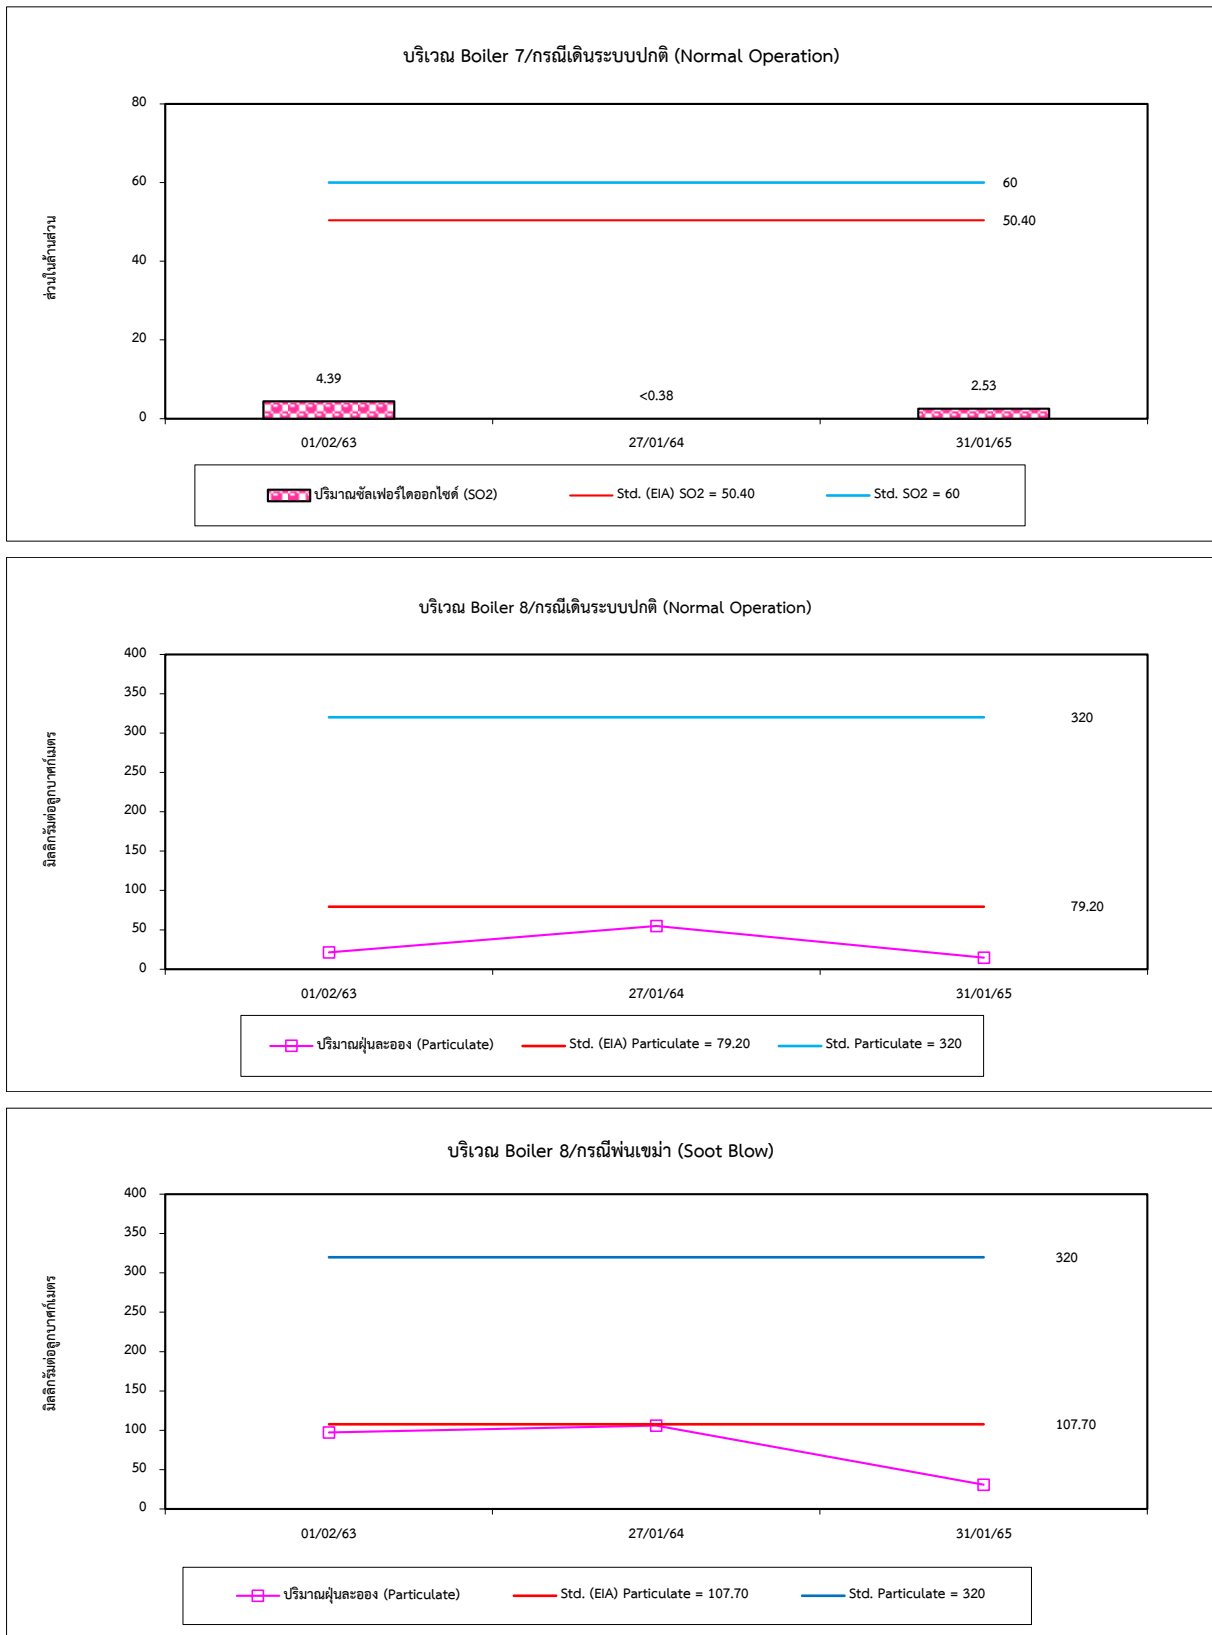 บริเวณ Boiler 7/กรณีเดินระบบปกติ (Normal Operation)
ส่วนในล้านส่วน
80
60
40
20
0
60
50.40
4.39
<0.38
2.53
01/02/63
27/01/64
31/01/65
ปริมาณซัลเฟอร์ไดออกไซด์ (SO2)
Std. (EIA) SO2 = 50.40
Std. SO2 = 60
บริเวณ Boiler 8/กรณีเดินระบบปกติ (Normal Operation)
มิลลิกรัมต่อลูกบาศก์เมตร
400
350
300
250
200
150
100
50
0
320
79.20
01/02/63
27/01/64
31/01/65
ปริมาณฝุ่นละออง (Particulate)
Std. (EIA) Particulate = 79.20
Std. Particulate = 320
บริเวณ Boiler 8/กรณีพ่นเขม่า (Soot Blow)
มิลลิกรัมต่อลูกบาศก์เมตร
400
350
300
250
200
150
100
50
0
320
107.70
01/02/63
27/01/64
31/01/65
ปริมาณฝุ่นละออง (Particulate)
Std. (EIA) Particulate = 107.70
Std. Particulate = 320